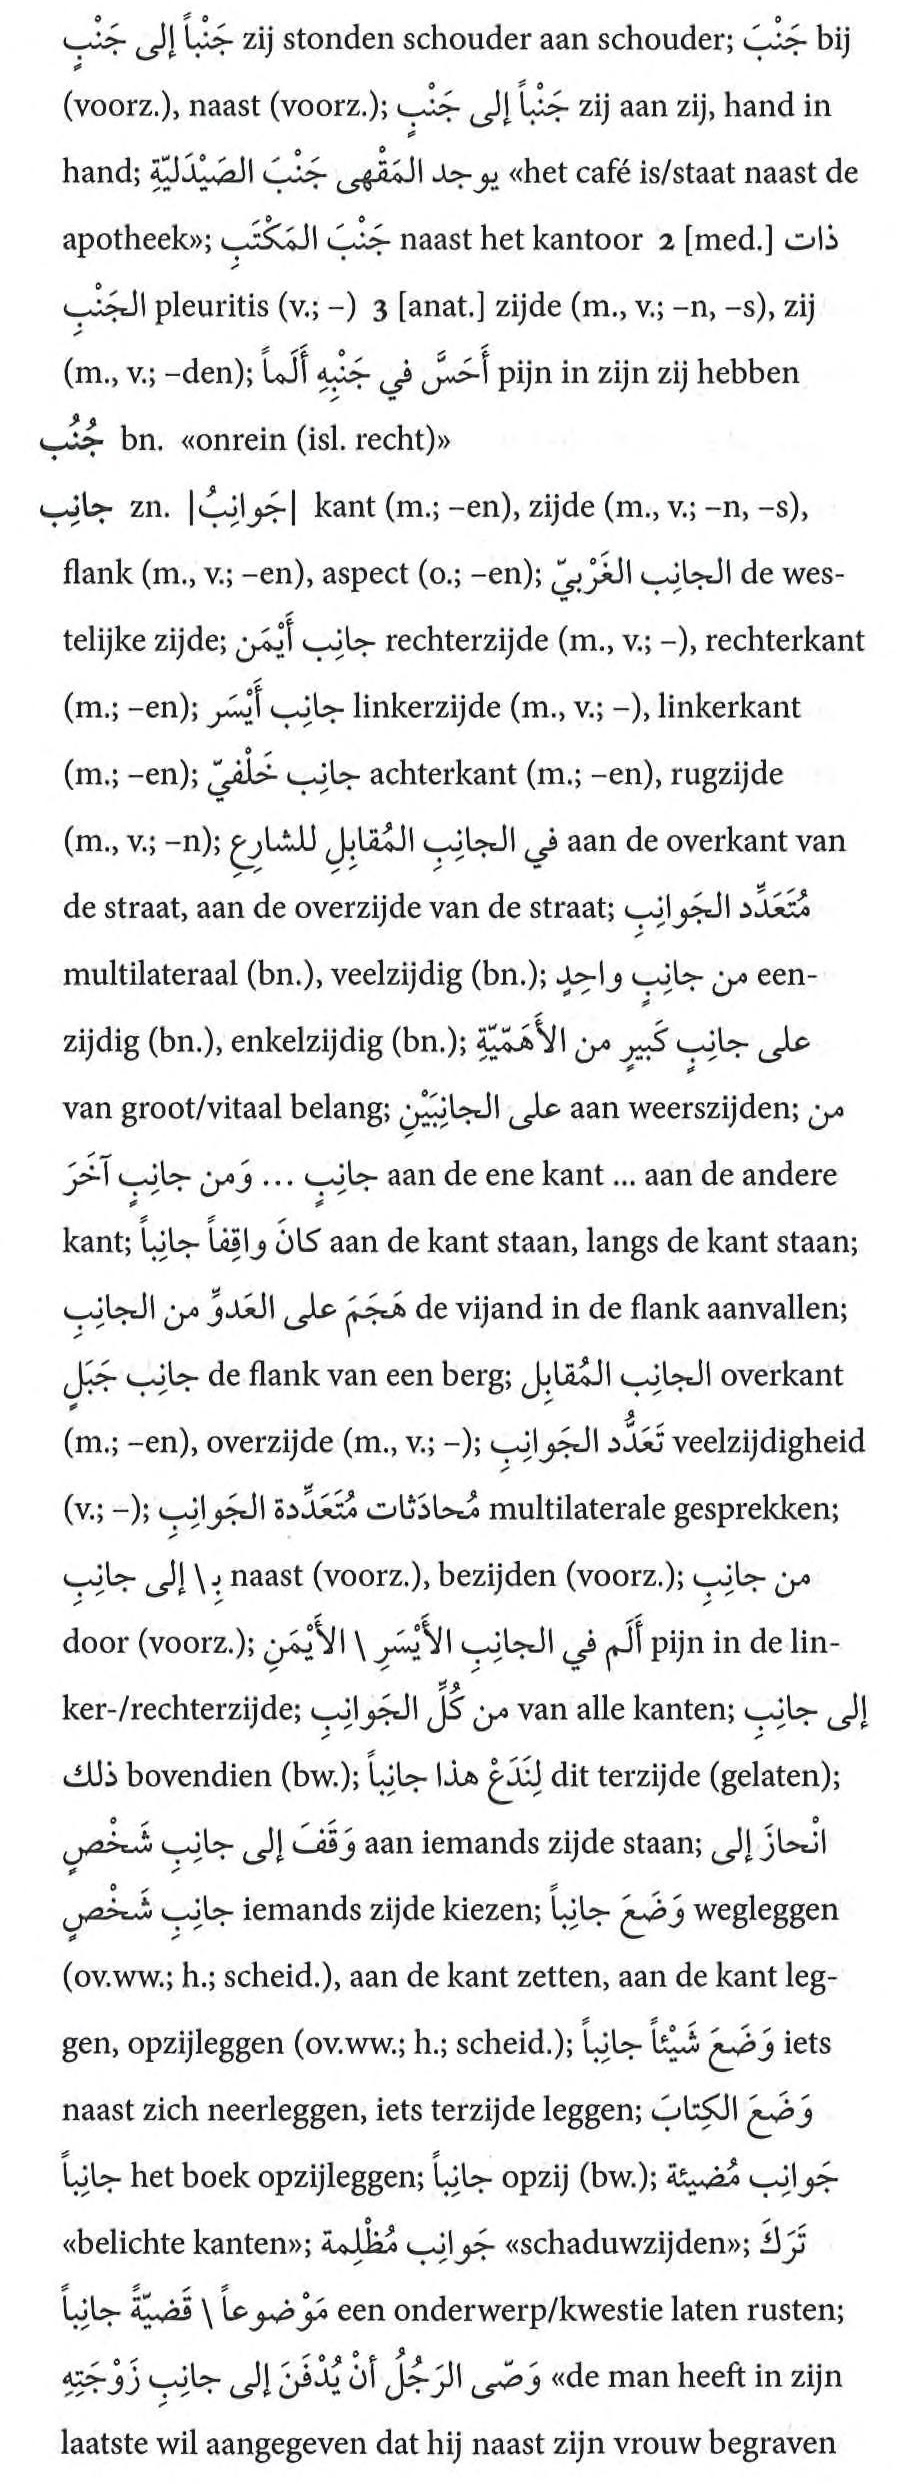 جَنْباً إلى جَنْبٍ zij stonden schouder aan schouder; جَنْبَ bij
(voorz.), naast (voorz.); جَنْباً إلى جَنْبٍ zij aan zij, hand in
hand; يوجد المَقْهى جَنْبَ الصَيْدَليّةِ «het café is/staat naast de
apotheek»; جَنْبَ المَكْتَبِ naast het kantoor 2 [med.] ذات
الجَنْبِ pleuritis (v.; –) 3 [anat.] zijde (m., v.; –n, –s), zij
(m., v.; –den); أَحَسَّ في جَنْبِهِ أَلَماً pijn in zijn zij hebben
جُنُب bn. «onrein (isl. recht)»
جانِب zn. |جَوانِبُ| kant (m.; –en), zijde (m., v.; –n, –s),
flank (m., v.; –en), aspect (o.; –en); الجانِب الغَرْبيّ de wes-
telijke zijde; جانِب أَيْمَن rechterzijde (m., v.; –), rechterkant
(m.; –en); جانِب أَيْسَر linkerzijde (m., v.; –), linkerkant
(m.; –en); جانِب خَلْفيّ achterkant (m.; –en), rugzijde
(m., v.; –n); في الجانِبِ المُقابِلِ للشارِعِ aan de overkant van
de straat, aan de overzijde van de straat; مُتَعَدِّد الجَوانِبِ
multilateraal (bn.), veelzijdig (bn.); من جانِبٍ واحِدٍ een-
zijdig (bn.), enkelzijdig (bn.); على جانِبٍ كَبيرٍ من الأَهَمّيّةِ
van groot/vitaal belang; على الجانِبَيْنِ aan weerszijden; من
جانِبٍ ... وَمن جانِبٍ آخَرَ aan de ene kant ... aan de andere
kant; كانَ واقِفاً جانِباً aan de kant staan, langs de kant staan;
هَجَمَ على العَدوِّ من الجانِبِ de vijand in de flank aanvallen;
جانِب جَبَلٍ de flank van een berg; الجانِب المُقابِل overkant
(m.; –en), overzijde (m., v.; –); تَعَدُّد الجَوانِبِ veelzijdigheid
(v.; –); مُحادَثات مُتَعَدِّدة الجَوانِبِ multilaterale gesprekken;
بِ\ إلى جانِبِ naast (voorz.), bezijden (voorz.); من جانِبِ
door (voorz.); أَلَم في الجانِبِ الأَيْسَرِ \ الأَيْمَنِ pijn in de lin-
ker-/rechterzijde; من كُلِّ الجَوانِبِ van alle kanten; إلى جانِبِ
ذلك bovendien (bw.); لِنَدَعْ هذا جانِباً dit terzijde (gelaten);
وَقَفَ إلى جانِبِ شَخْصٍ aan iemands zijde staan; انْحازَ إلى
جانِبِ شَخْصٍ iemands zijde kiezen; وَضَعَ جانِباً wegleggen
(ov.ww.; h.; scheid.), aan de kant zetten, aan de kant leg-
gen, opzijleggen (ov.ww.; h.; scheid.); وَضَعَ شَيْئاً جانِباً iets
naast zich neerleggen, iets terzijde leggen; وَضَعَ الكِتابَ
جانِباً het boek opzijleggen; جانِباً opzij (bw.); جَوانِب مُضيئة
«belichte kanten»; جَوانِب مُظْلِمة «schaduwzijden»; تَرَكَ
مَوْضوعاً \ قَضيّةً جانِباً een onderwerp/kwestie laten rusten;
وَصّى الرَجُلُ أنْ يُدْفَنَ إلى جانِبِ زَوْجَتِهِ «de man heeft in zijn
laatste wil aangegeven dat hij naast zijn vrouw begraven